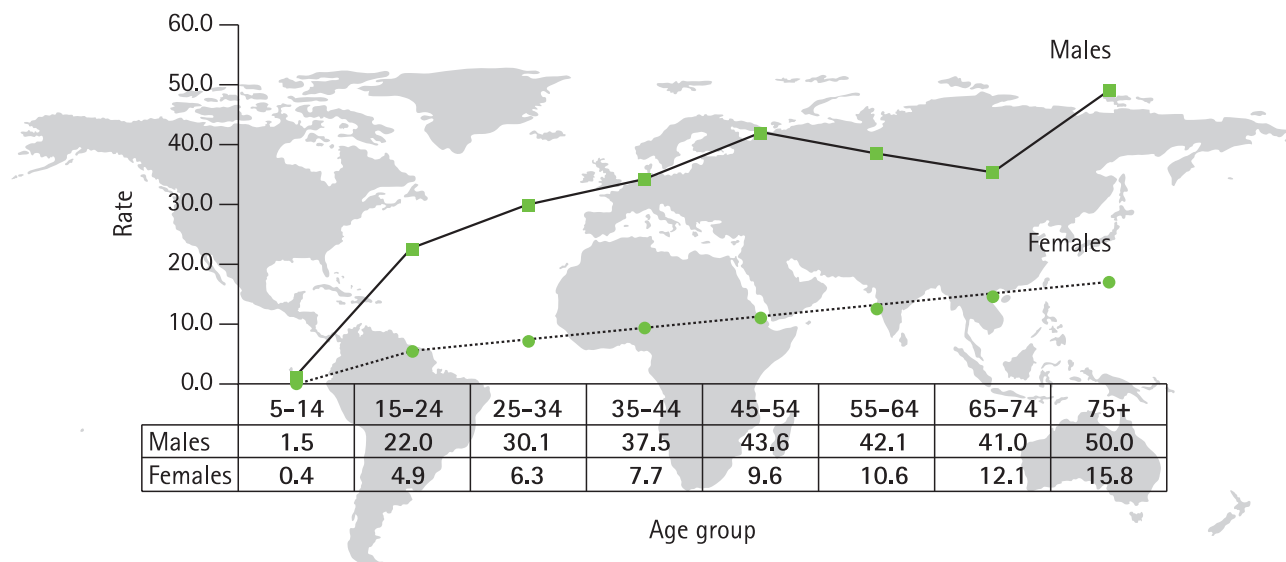 60.0
Males
50.0
40.0
Rate
30.0
Females
20.0
10.0
0.0
5–14 15–24 25–34 35–44 45–54 55–64 65–74 75+
Males 1.5 22.0 30.1 37.5 43.6 42.1 41.0 50.0
Females 0.4 4.9 6.3 7.7 9.6 10.6 12.1 15.8
Age group